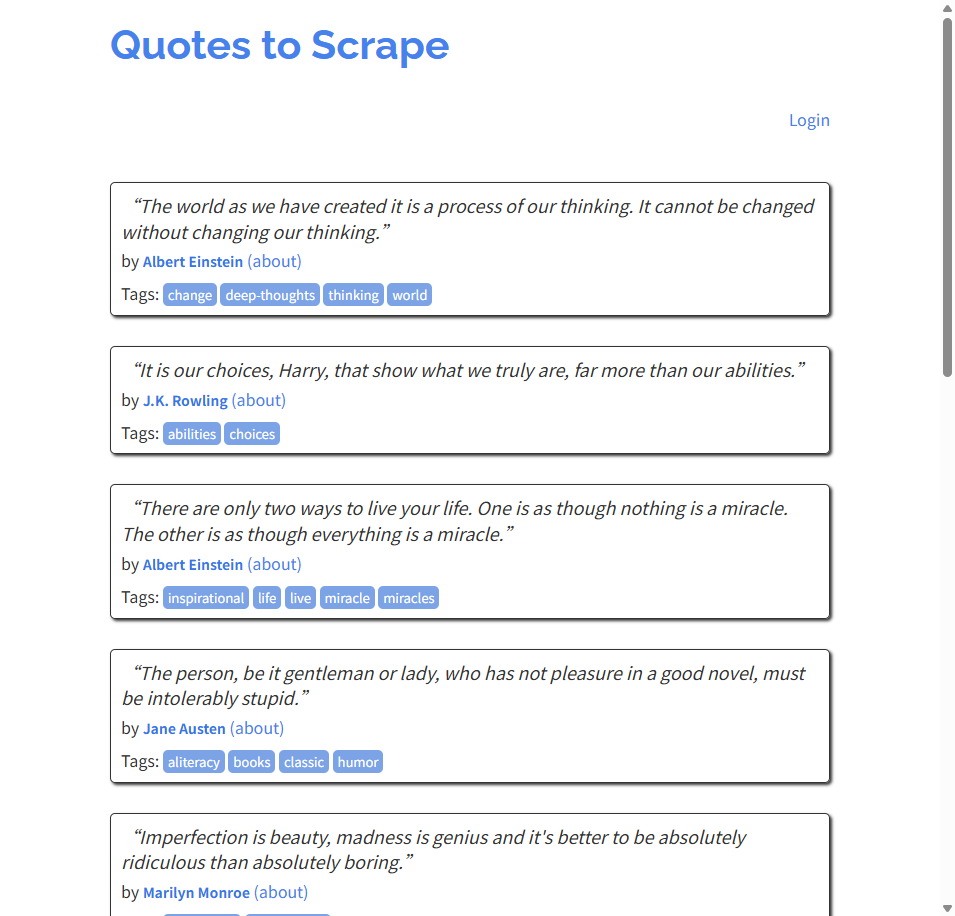 Quotes to Scrape
Login
“The world as we have created it is a process of our thinking. It cannot be changed
without changing our thinking.”
by Albert Einstein (about)
Tags: change deep-thoughts thinking world
“It is our choices, Harry, that show what we truly are, far more than our abilities.”
by J.K. Rowling (about)
Tags: abilities choices
“There are only two ways to live your life. One is as though nothing is a miracle.
The other is as though everything is a miracle.”
by Albert Einstein (about)
Tags: inspirational life live miracle miracles
“The person, be it gentleman or lady, who has not pleasure in a good novel, must
be intolerably stupid.”
by Jane Austen (about)
Tags: aliteracy books classic humor
“Imperfection is beauty, madness is genius and it's better to be absolutely
ridiculous than absolutely boring.”
by Marilyn Monroe (about)